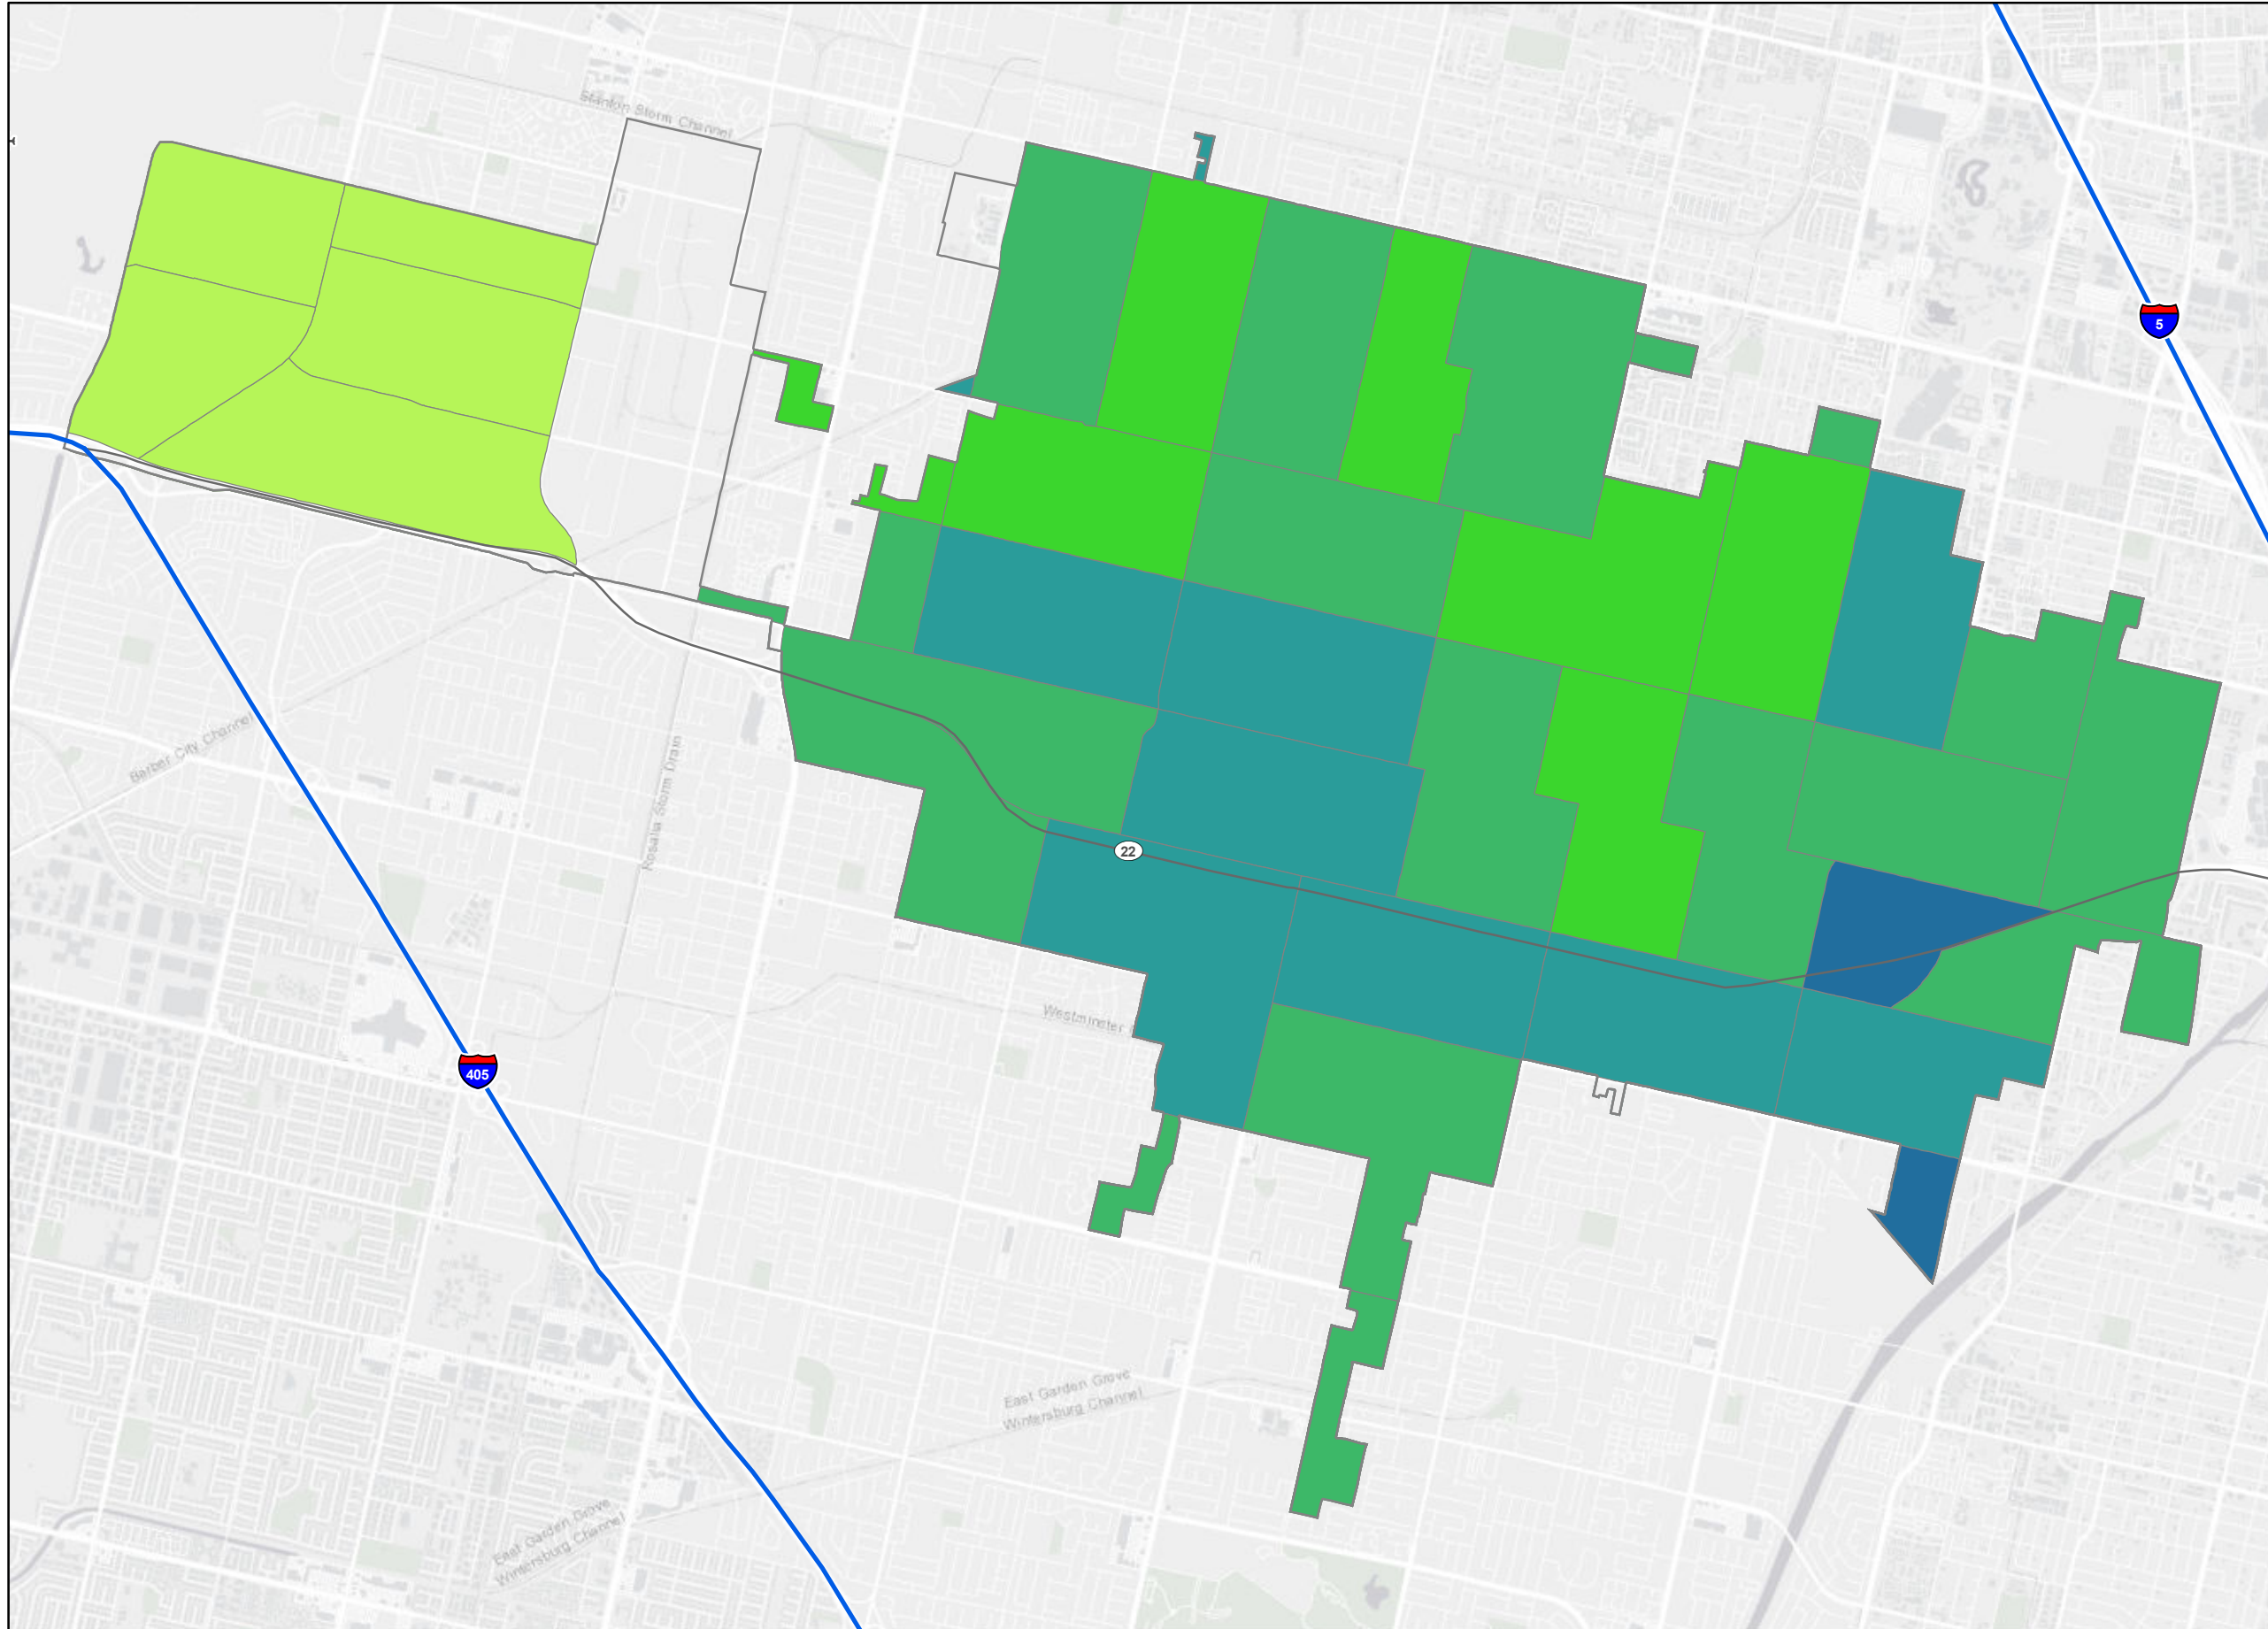 Stanton Storm Channel
5
Barber City Channel
Rosalia Storm Drain
22
Westminster
405
East Garden Grove
Wintersburg Channel
East Garden Grove
Wintersburg Channel